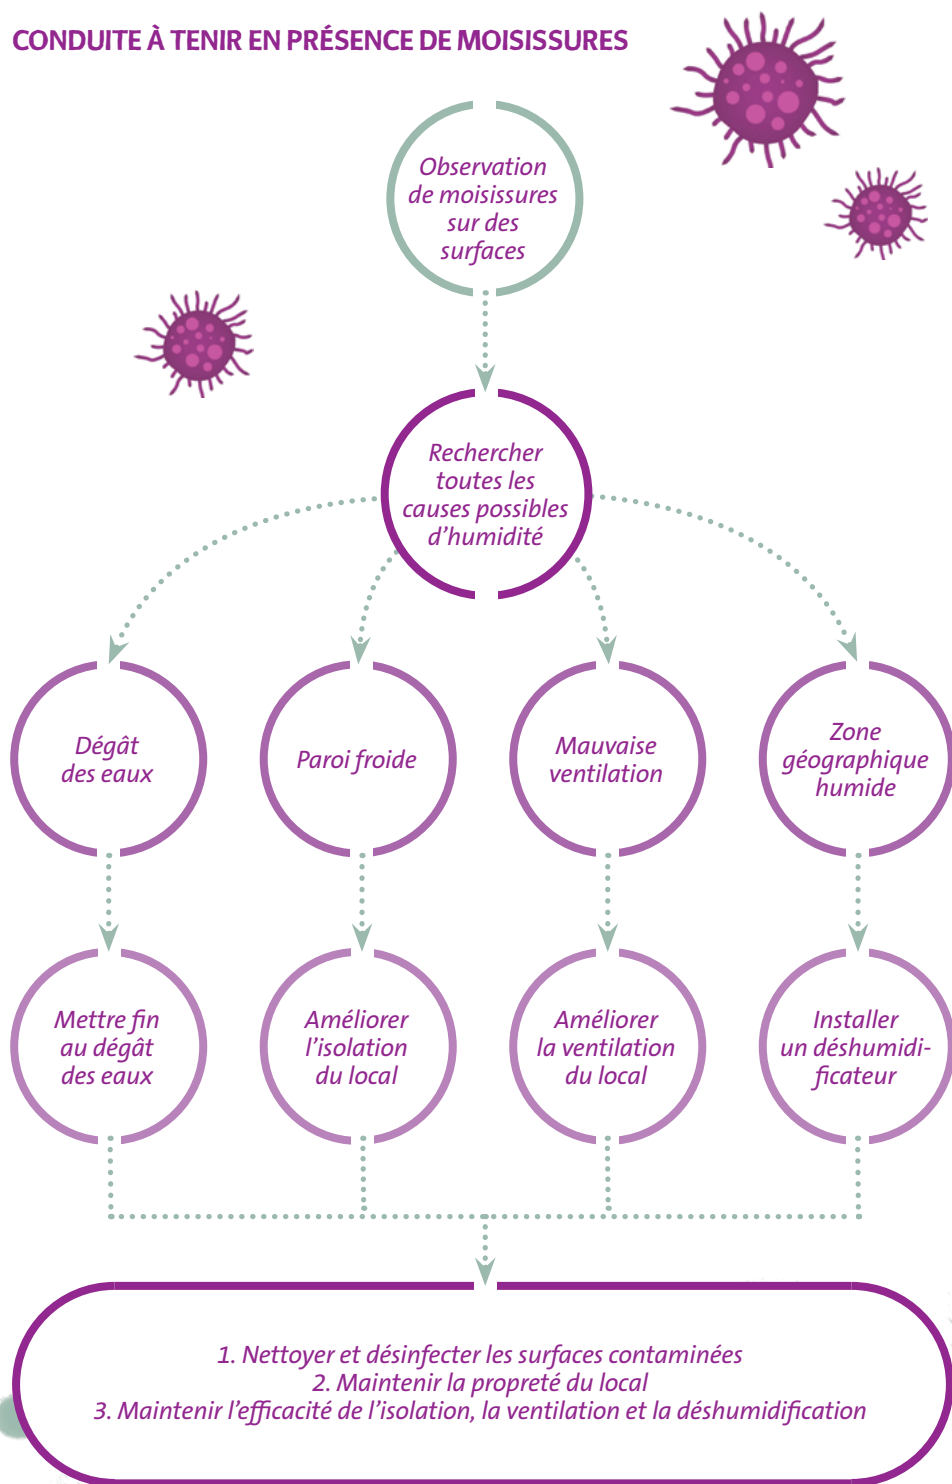 CONDUITE À TENIR EN PRÉSENCE DE MOISISSURES
Observation
de moisissures
sur des
surfaces
Rechercher
toutes les
causes possibles
d'humidité
Dégât
des eaux
Paroi froide
Mauvaise
ventilation
Zone
géographique
humide
Mettre fin
au dégât
des eaux
Améliorer
l'isolation
du local
Améliorer
la ventilation
du local
Installer
un déshumidi-
ficateur
1. Nettoyer et désinfecter les surfaces contaminées
2. Maintenir la propreté du local
3. Maintenir l'efficacité de l'isolation, la ventilation et la déshumidification